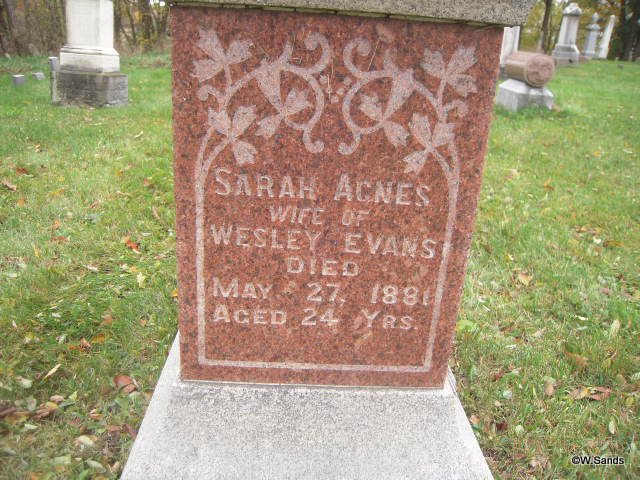 SARAH AGNES
WIFE OF
WESLEY EVANS
DIED
MAY 27, 1881
AGED 24 YRS.
©W.Sands